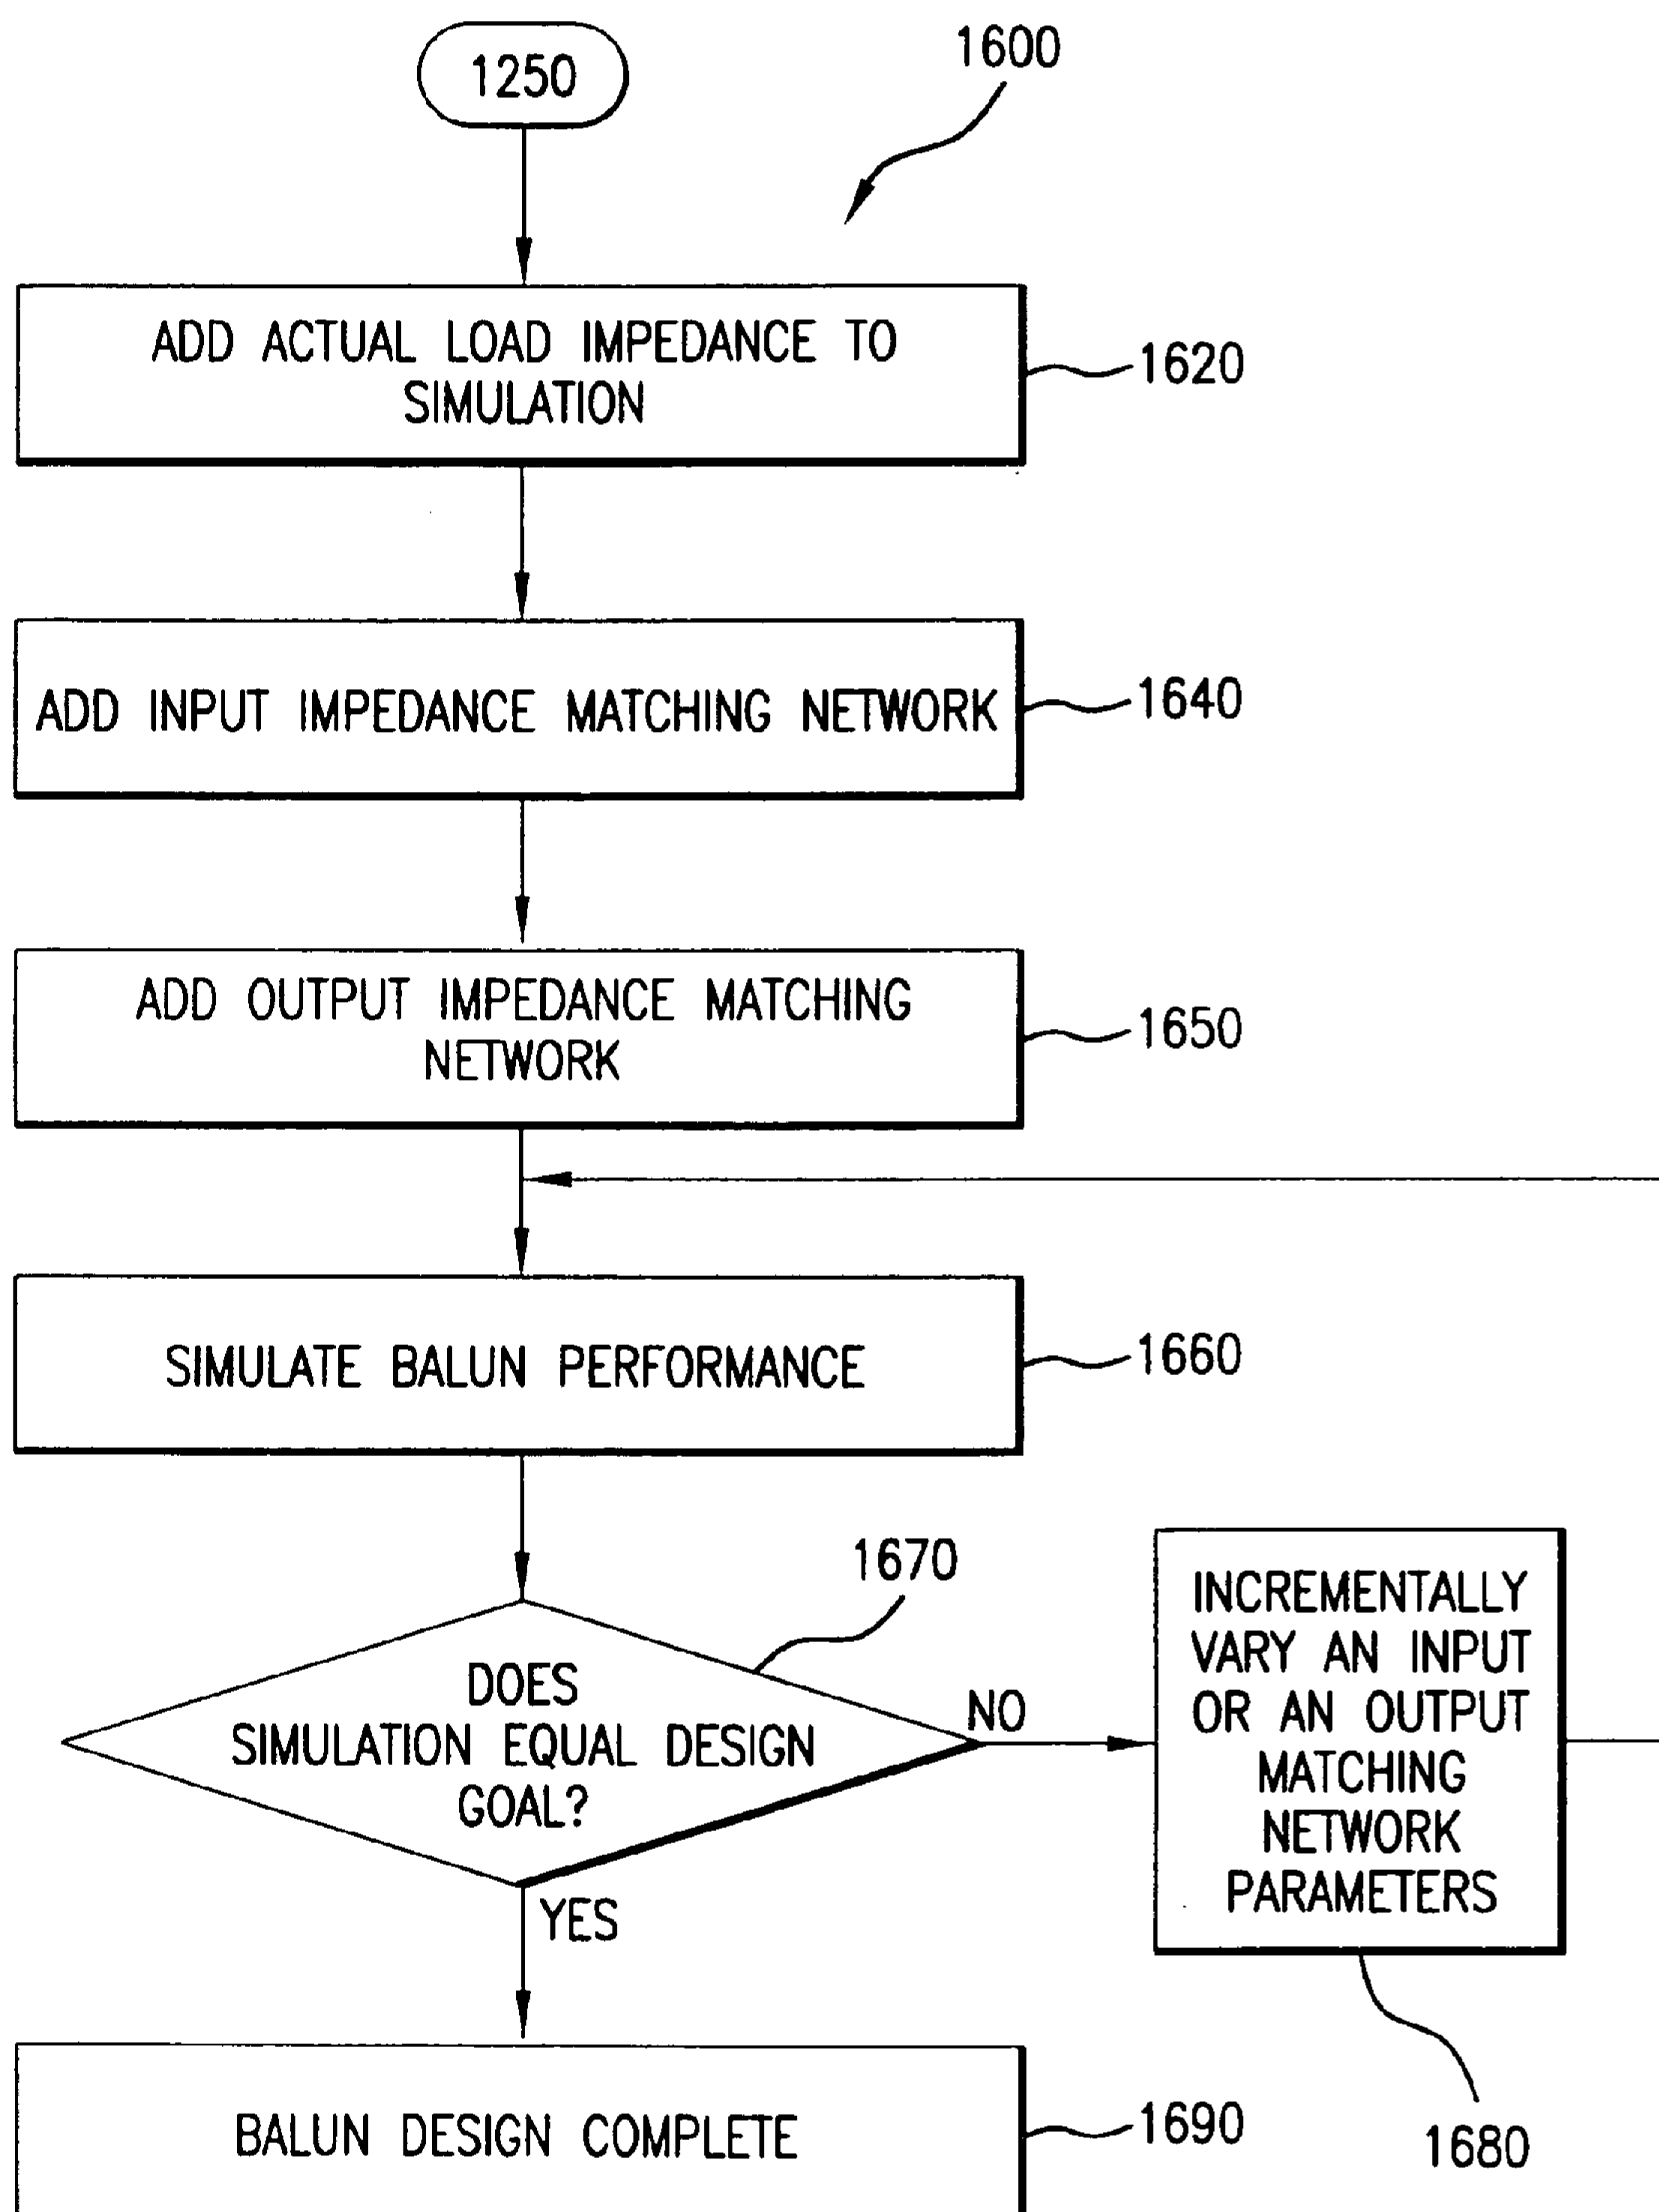 1250
1600
ADD ACTUAL LOAD IMPEDANCE TO
SIMULATION
1620
ADD INPUT IMPEDANCE MATCHING NETWORK
1640
ADD OUTPUT IMPEDANCE MATCHING
NETWORK
1650
SIMULATE BALUN PERFORMANCE
1660
1670
DOES
SIMULATION EQUAL DESIGN
GOAL?
NO
YES
INCREMENTALLY
VARY AN INPUT
OR AN OUTPUT
MATCHING
NETWORK
PARAMETERS
1680
BALUN DESIGN COMPLETE
1690